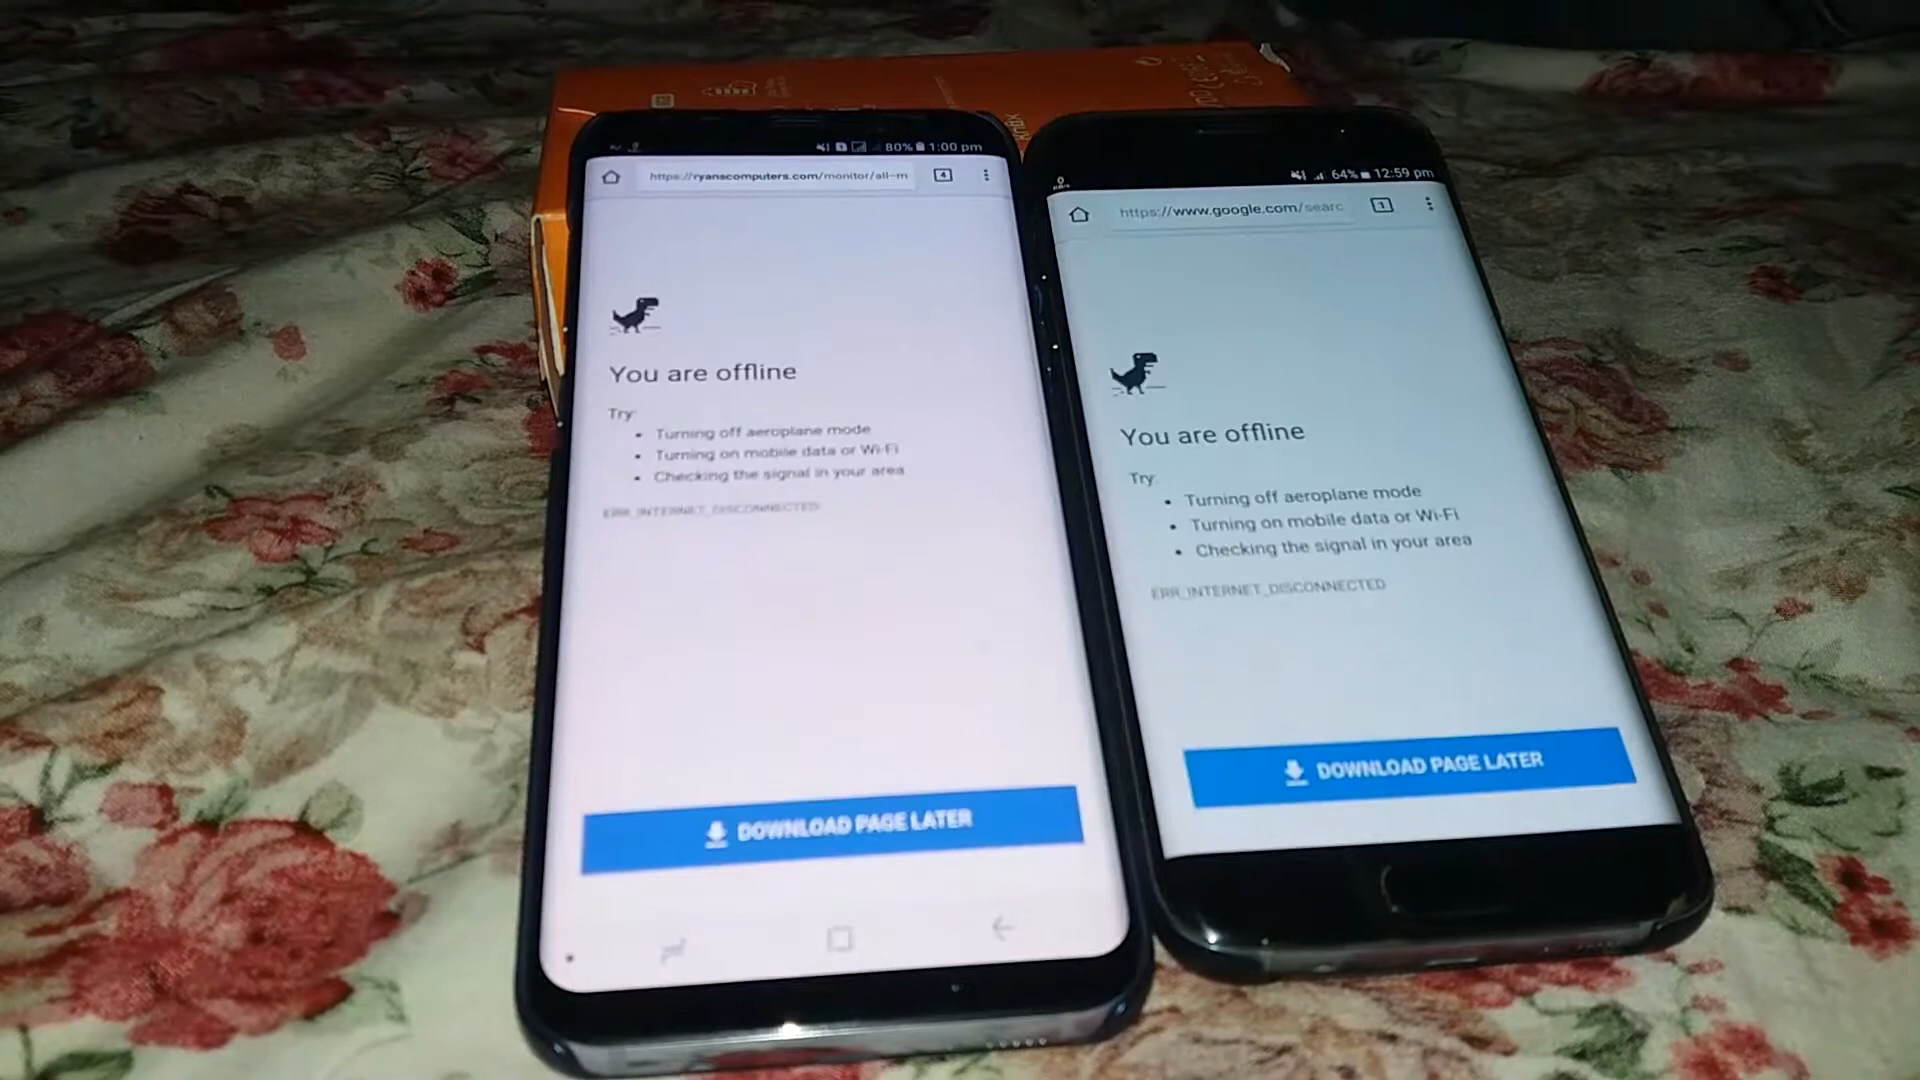 80% 1:00 pm
https://ryanscomputers.com/monitor/all-m
4
You are offline
Try:
• Turning off aeroplane mode
• Turning on mobile data or Wi-Fi
• Checking the signal in your area
ERR_INTERNET_DISCONNECTED
DOWNLOAD PAGE LATER
64% 12:59 pm
https://www.google.com/searc
1
You are offline
Try:
• Turning off aeroplane mode
• Turning on mobile data or Wi-Fi
• Checking the signal in your area
ERR_INTERNET_DISCONNECTED
DOWNLOAD PAGE LATER